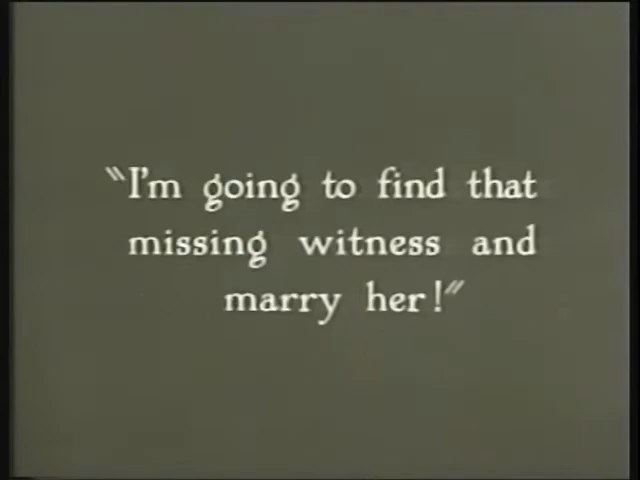 "I'm going to find that
missing witness and
marry her!"